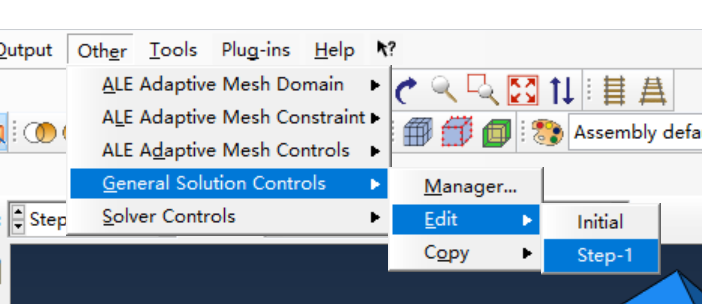 Output Other Tools Plug-ins Help ?
ALE Adaptive Mesh Domain
ALE Adaptive Mesh Constraint
ALE Adaptive Mesh Controls
Assembly defa
General Solution Controls
Manager...
Solver Controls
Step
Edit
Initial
Copy
Step-1